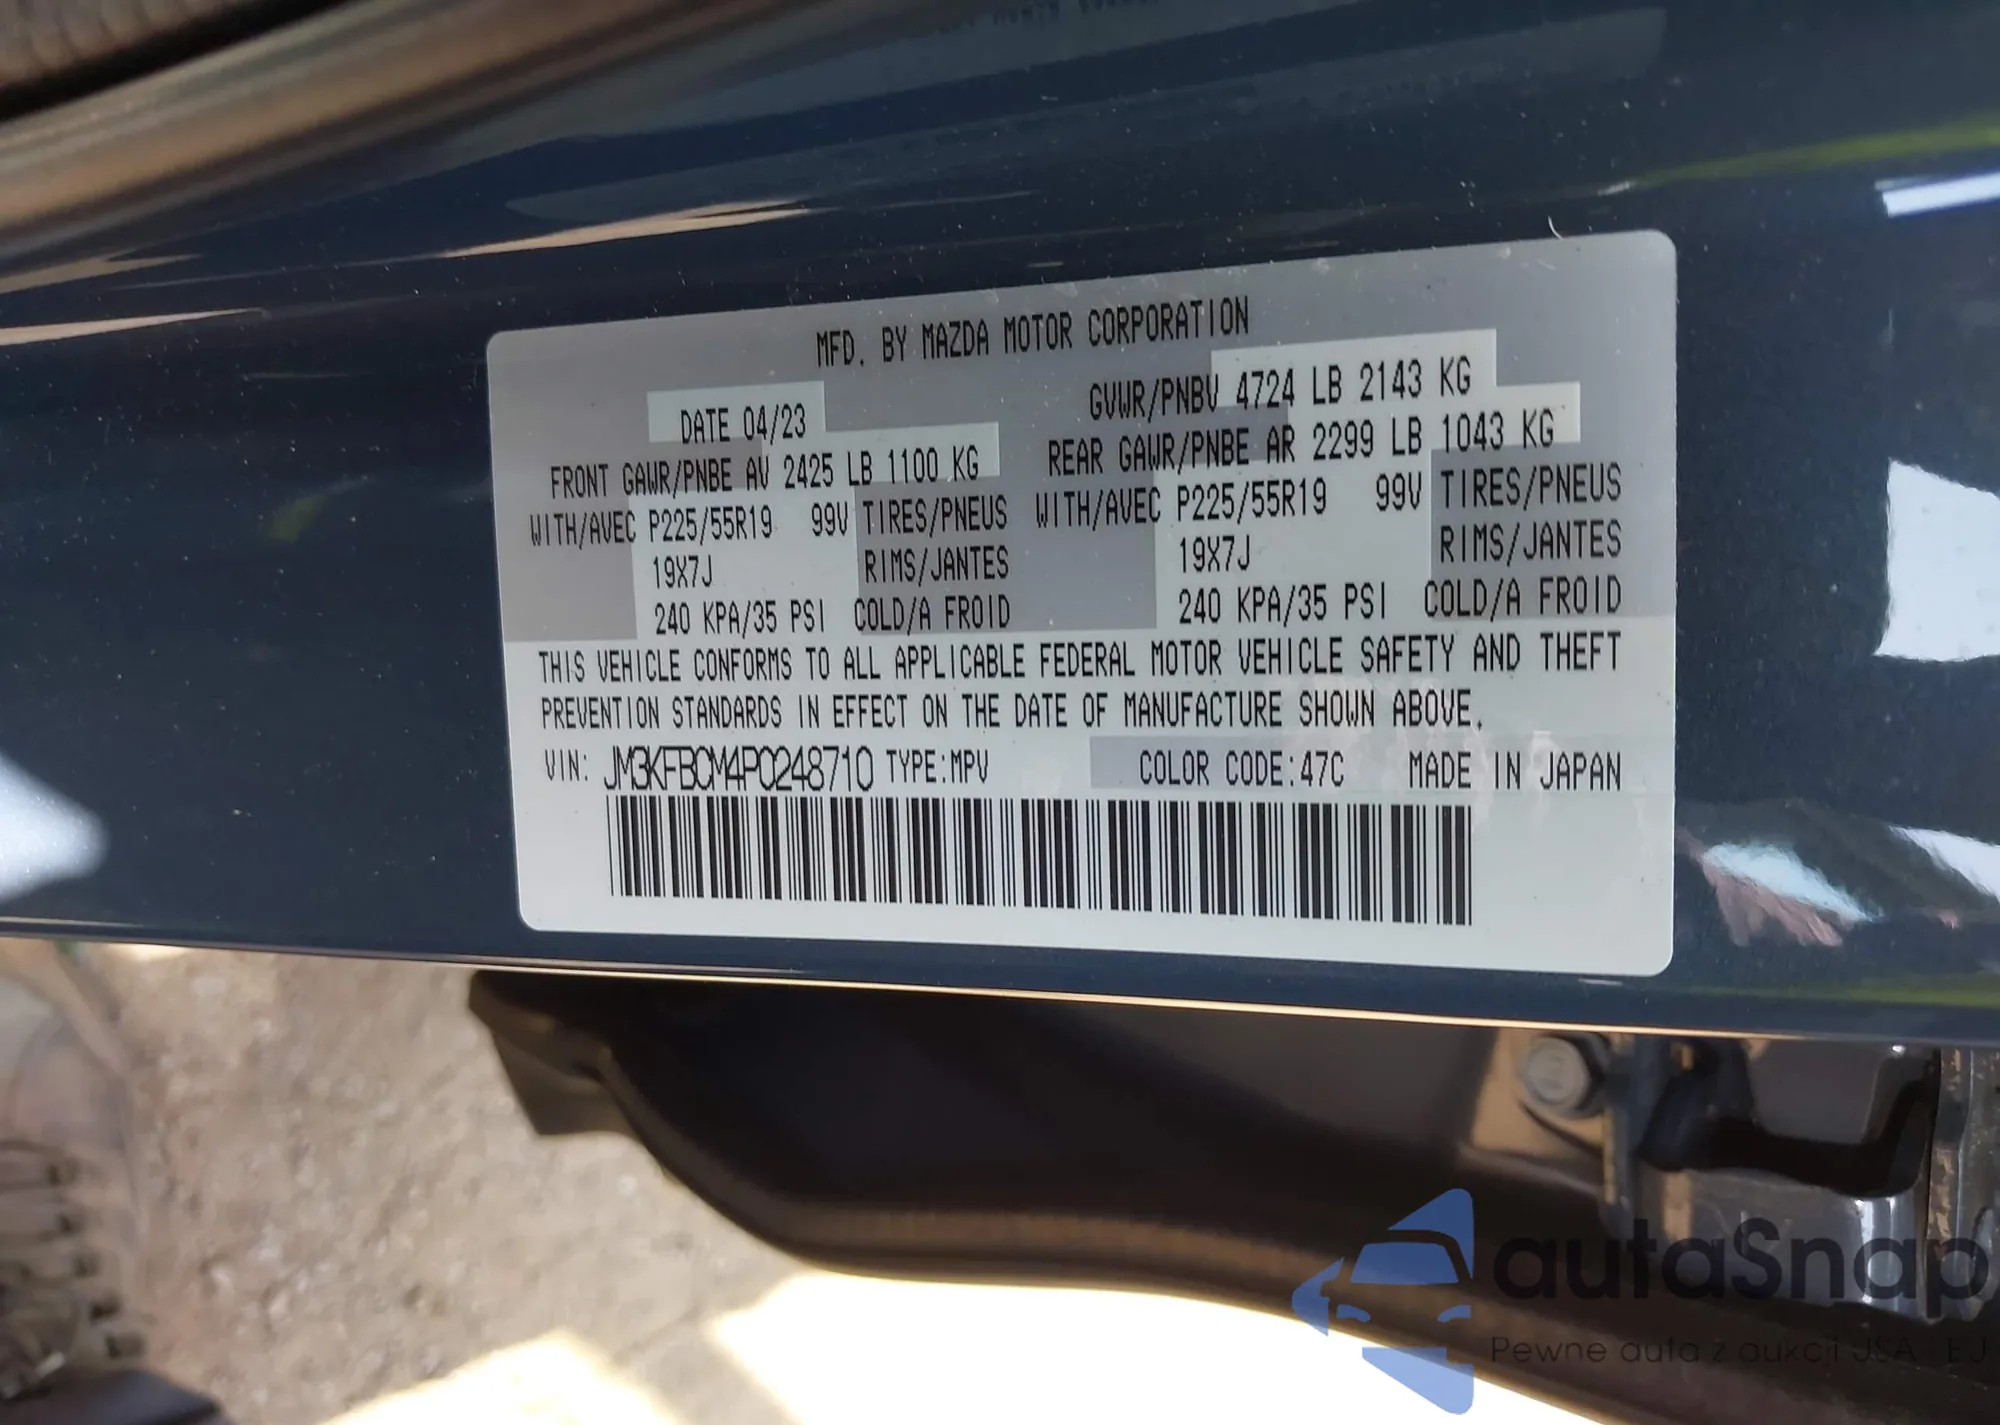 MFD. BY MAZDA MOTOR CORPORATION
DATE 04/23
GVWR/PNBV 4724 LB 2143 KG
FRONT GAWR/PNBE AV 2425 LB 1100 KG
REAR GAWR/PNBE AR 2299 LB 1043 KG
WITH/AVEC P225/55R19 99V TIRES/PNEUS
WITH/AVEC P225/55R19 99V TIRES/PNEUS
19X7J RIMS/JANTES
19X7J RIMS/JANTES
240 KPA/35 PSI COLD/A FROID
240 KPA/35 PSI COLD/A FROID
THIS VEHICLE CONFORMS TO ALL APPLICABLE FEDERAL MOTOR VEHICLE SAFETY AND THEFT
PREVENTION STANDARDS IN EFFECT ON THE DATE OF MANUFACTURE SHOWN ABOVE.
VIN: JM3KFBCM4P0248710 TYPE:MPV COLOR CODE:47C MADE IN JAPAN
autaSnap
Pewne auta z aukcji USA